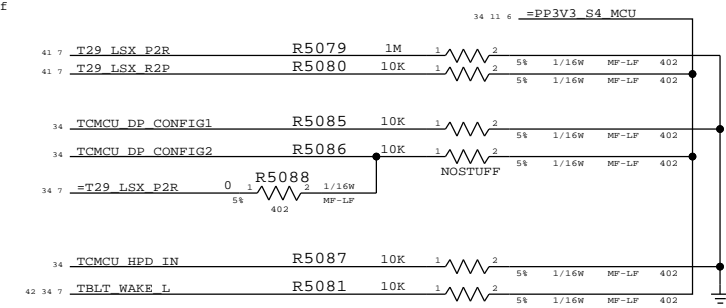 f
34 11 6 =PP3V3_S4_MCU
41 7 T29_LSX_P2R R5079 1M 1 2 5% 1/16W MF-LF 402
41 7 T29_LSX_R2P R5080 10K 1 2 5% 1/16W MF-LF 402
34 TCMCU_DP_CONFIG1 R5085 10K 1 2 5% 1/16W MF-LF 402
34 TCMCU_DP_CONFIG2 R5086 10K 1 2 5% 1/16W MF-LF 402
NOSTUFF
34 7 =T29_LSX_P2R 0 5% 1 R5088 2 402 1/16W MF-LF
34 TCMCU_HPD_IN R5087 10K 1 2 5% 1/16W MF-LF 402
42 34 7 TBLT_WAKE_L R5081 10K 1 2 5% 1/16W MF-LF 402